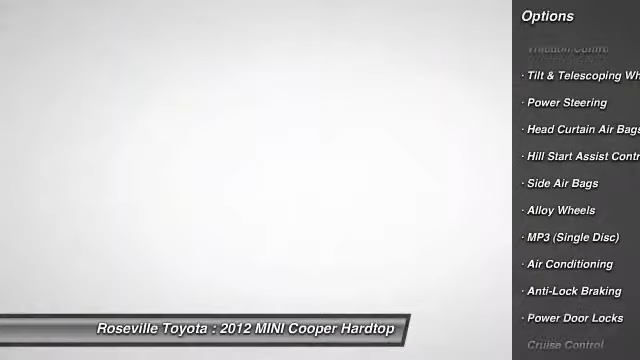 Options
Traction Control
· Tilt & Telescoping Wh
· Power Steering
· Head Curtain Air Bags
· Hill Start Assist Contr
· Side Air Bags
· Alloy Wheels
· MP3 (Single Disc)
· Air Conditioning
· Anti-Lock Braking
· Power Door Locks
Cruise Control
Roseville Toyota : 2012 MINI Cooper Hardtop